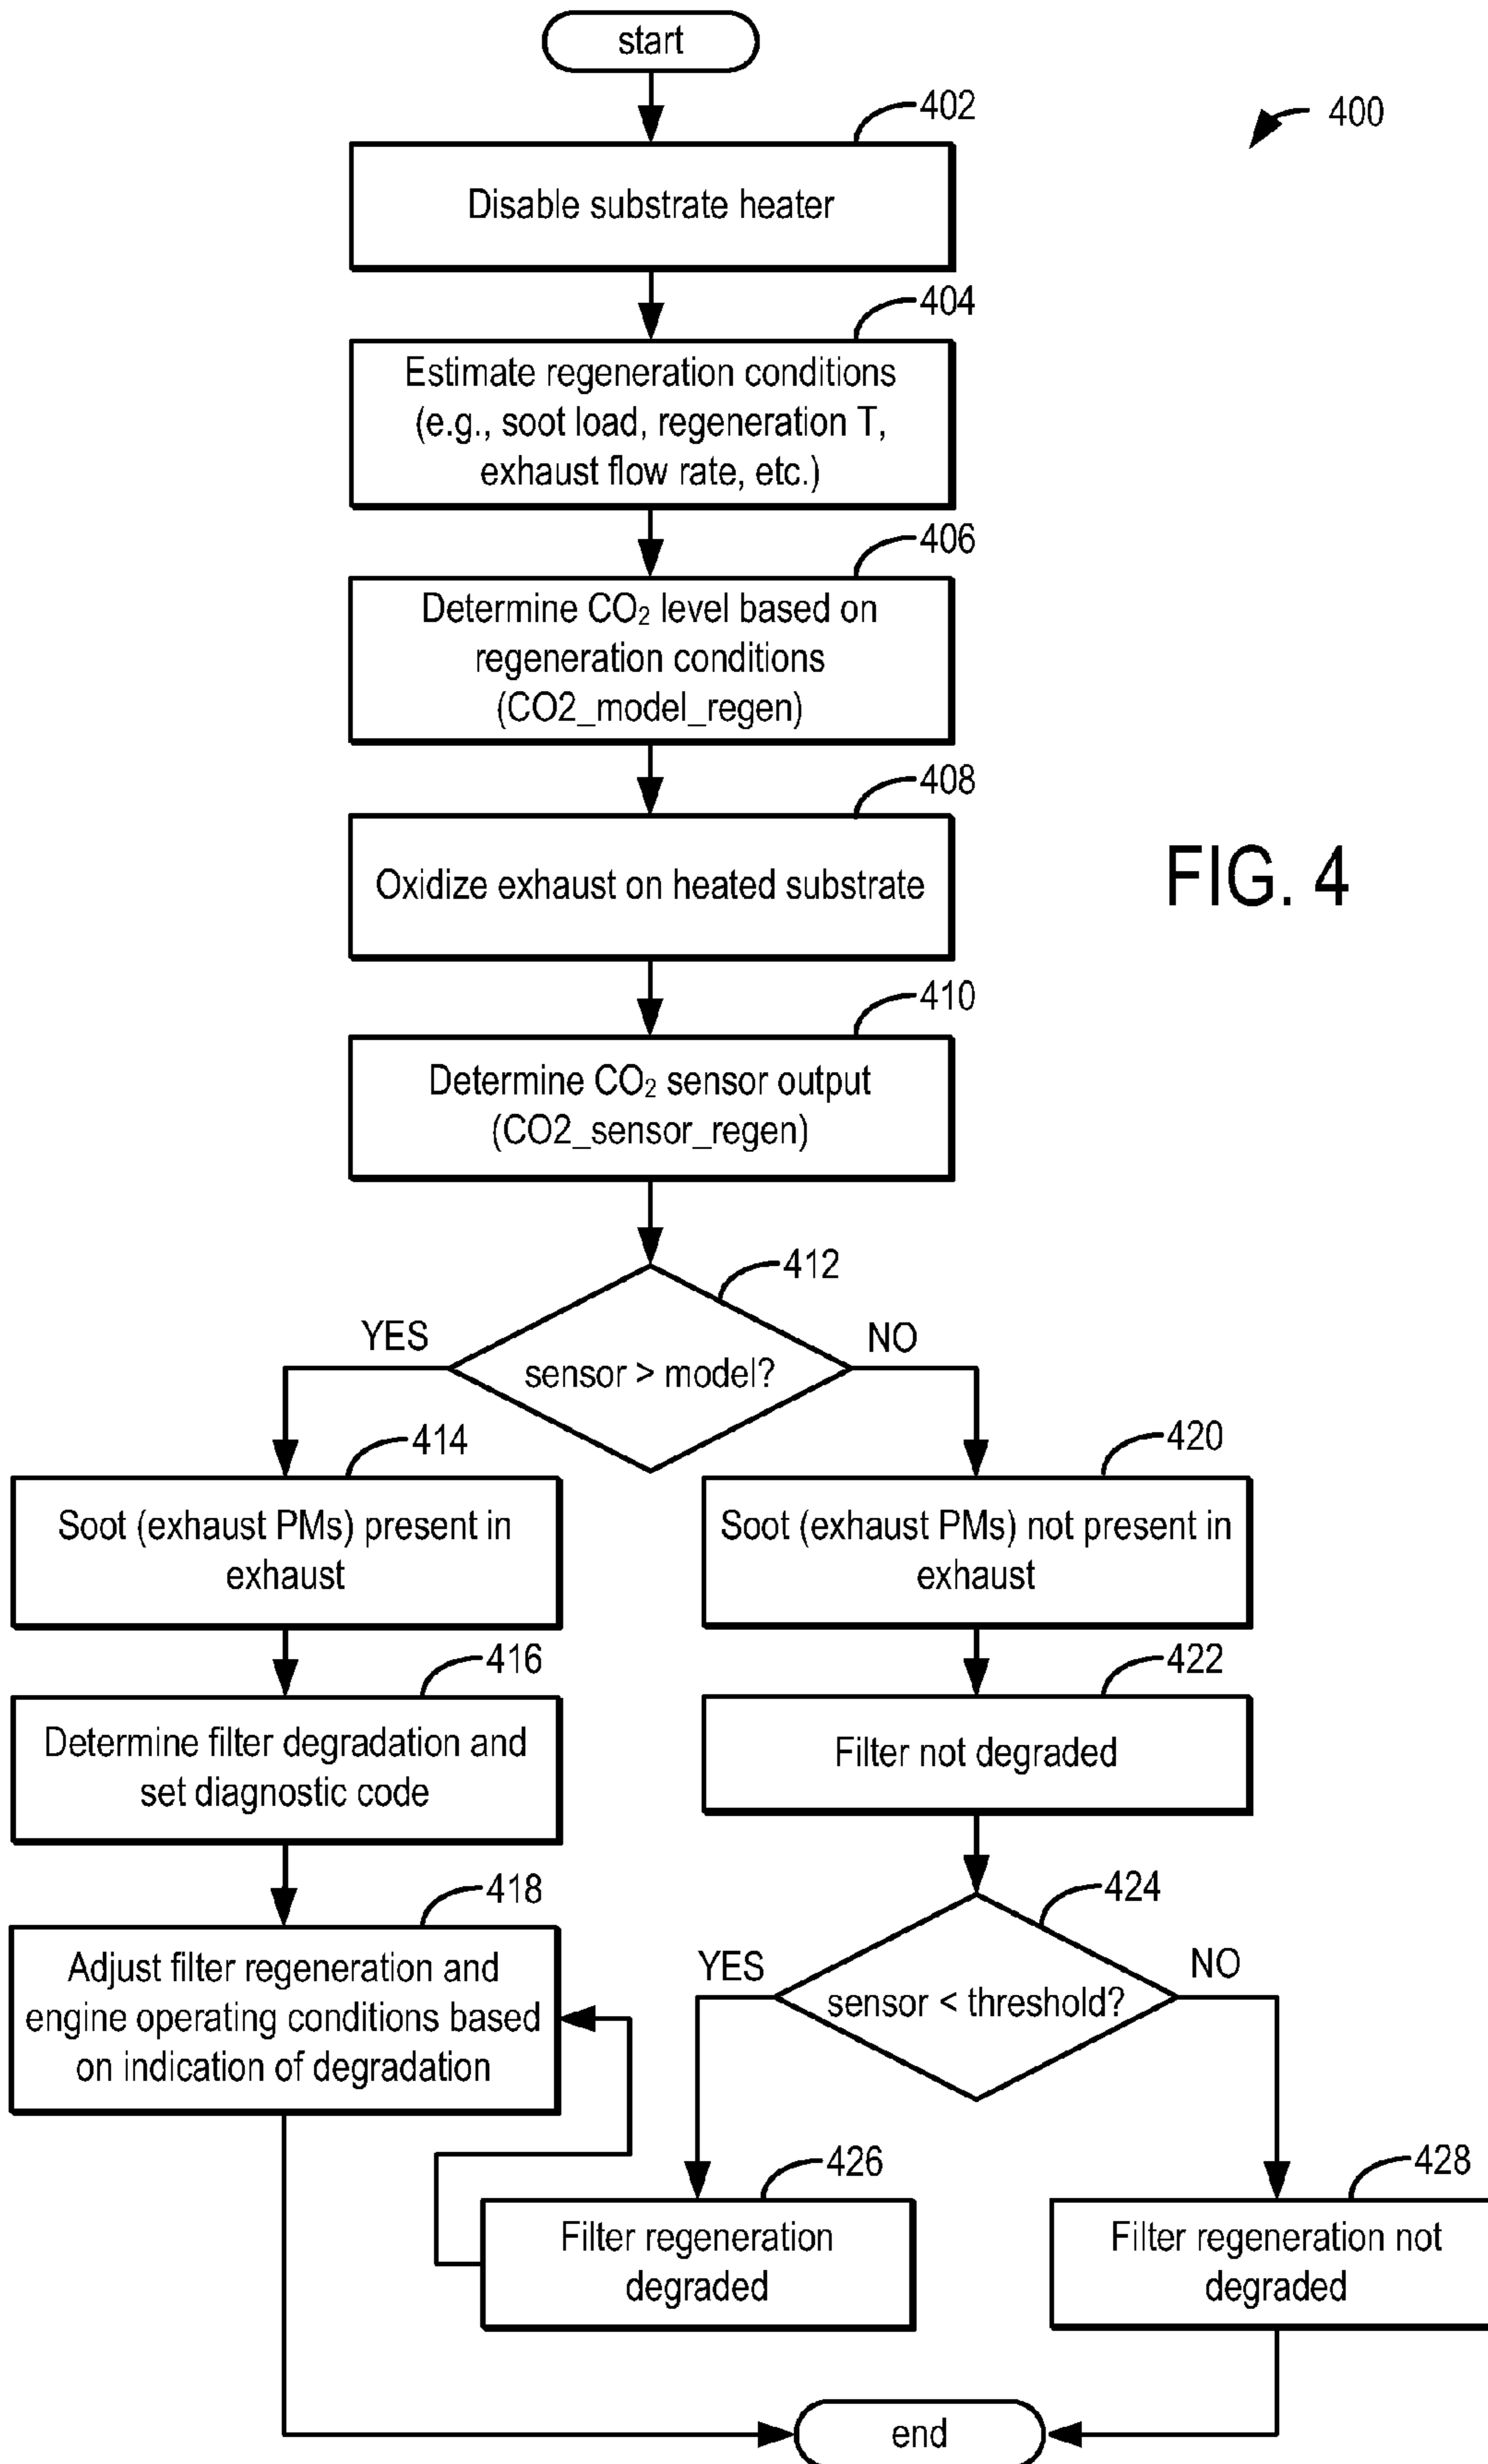 start
400
402
Disable substrate heater
404
Estimate regeneration conditions
(e.g., soot load, regeneration T,
exhaust flow rate, etc.)
406
Determine CO₂ level based on
regeneration conditions
(CO2_model_regen)
408
Oxidize exhaust on heated substrate
FIG. 4
410
Determine CO₂ sensor output
(CO2_sensor_regen)
412
YES
NO
sensor > model?
414
Soot (exhaust PMs) present in
exhaust
420
Soot (exhaust PMs) not present in
exhaust
416
Determine filter degradation and
set diagnostic code
422
Filter not degraded
418
Adjust filter regeneration and
engine operating conditions based
on indication of degradation
424
YES
NO
sensor < threshold?
426
Filter regeneration
degraded
428
Filter regeneration not
degraded
end